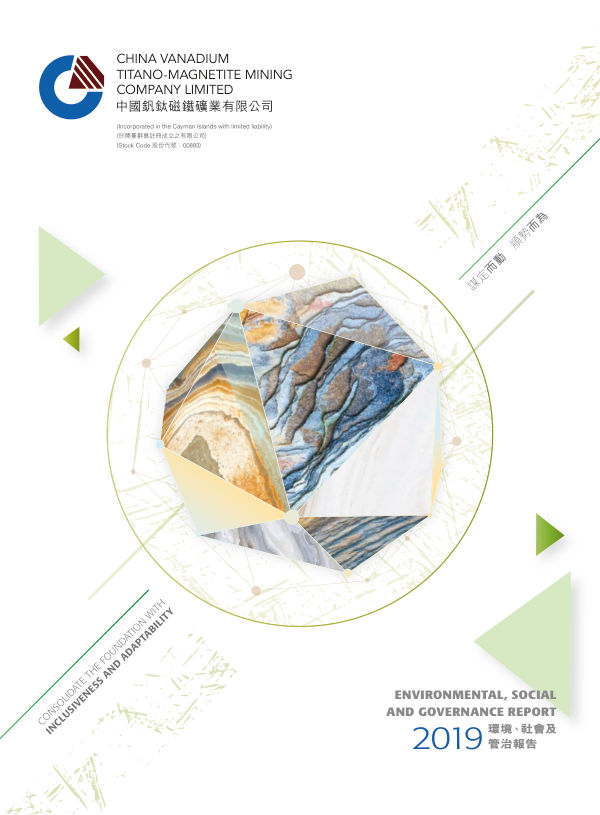 CHINA VANADIUM
TITANO-MAGNETITE MINING
COMPANY LIMITED
中國釩鈦磁鐵礦業有限公司
(Incorporated in the Cayman Islands with limited liability)
(於開曼群島註冊成立之有限公司)
(Stock Code 股份代號：00893)
謀定而動 順勢而為
CONSOLIDATE THE FOUNDATION WITH
INCLUSIVENESS AND ADAPTABILITY
ENVIRONMENTAL, SOCIAL
AND GOVERNANCE REPORT
2019 環境、社會及
管治報告